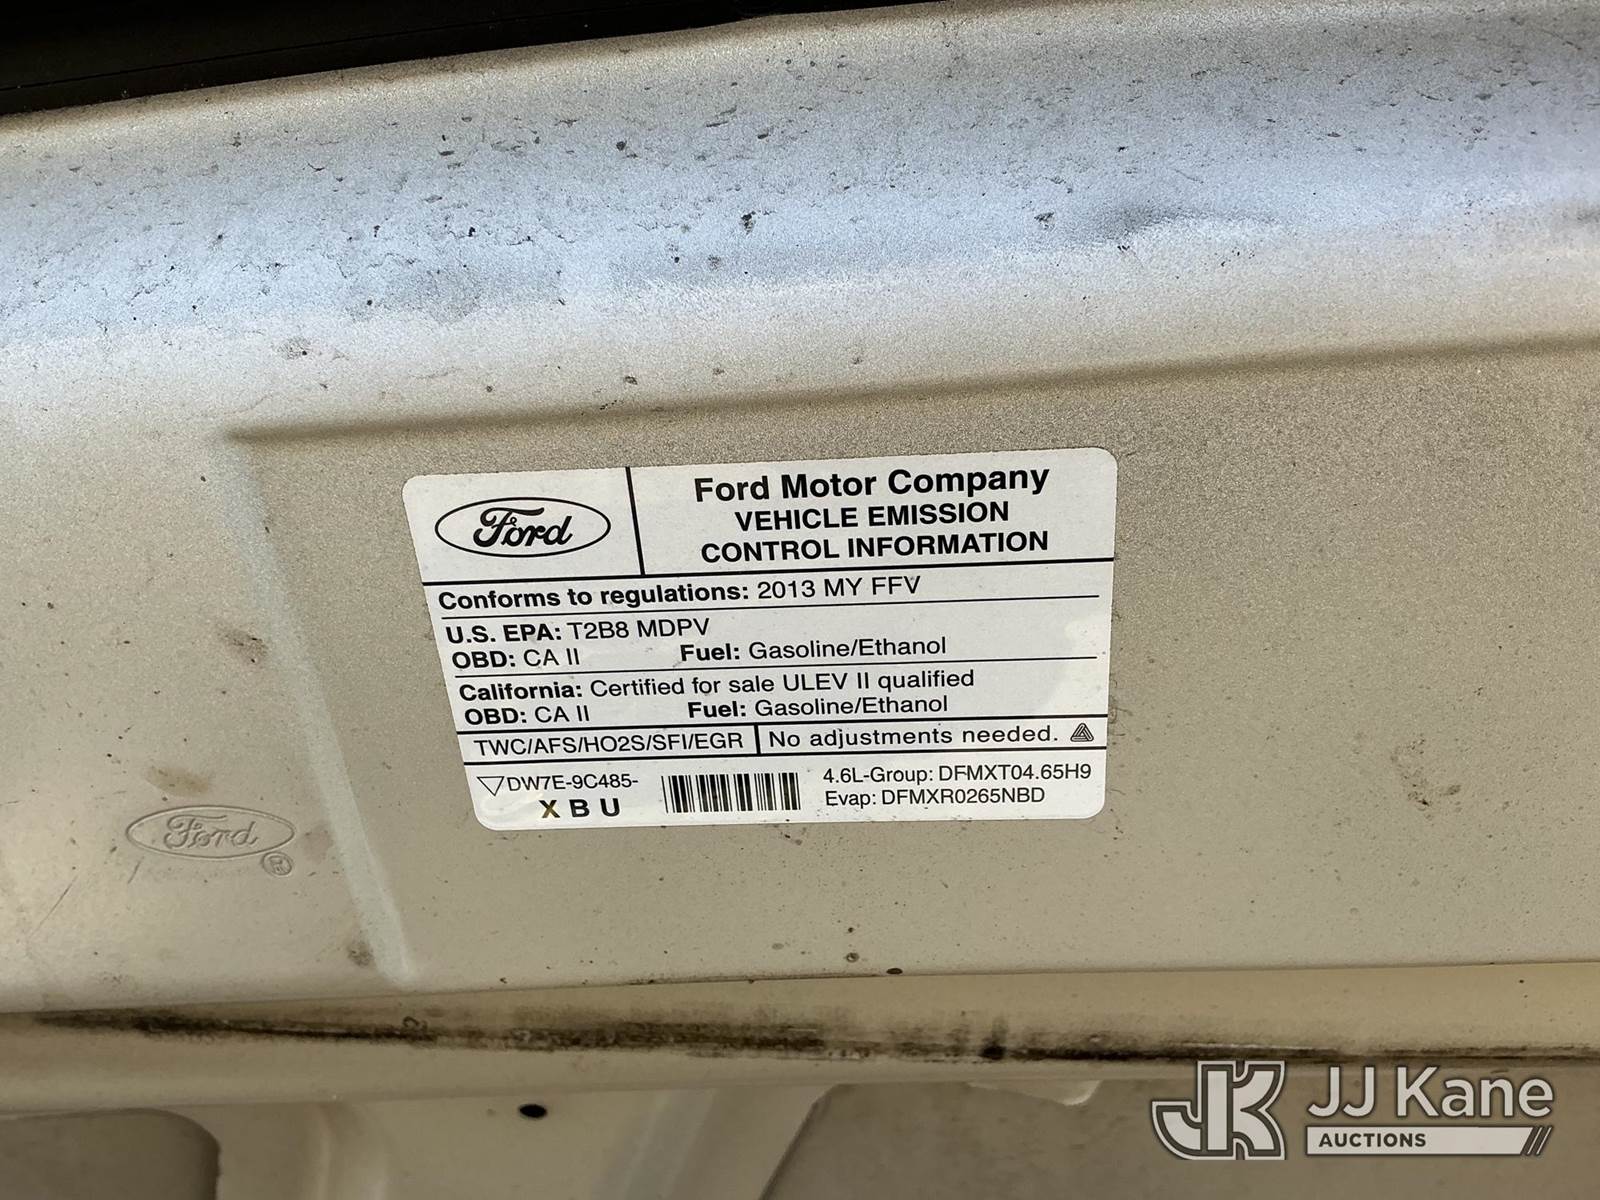 Ford
Ford Motor Company
VEHICLE EMISSION
CONTROL INFORMATION
Conforms to regulations: 2013 MY FFV
U.S. EPA: T2B8 MDPV
OBD: CA II Fuel: Gasoline/Ethanol
California: Certified for sale ULEV II qualified
OBD: CA II Fuel: Gasoline/Ethanol
TWC/AFS/HO2S/SFI/EGR No adjustments needed.
DW7E-9C485-
X B U
4.6L-Group: DFMXT04.65H9
Evap: DFMXR0265NBD
Ford
JK JJ Kane
AUCTIONS